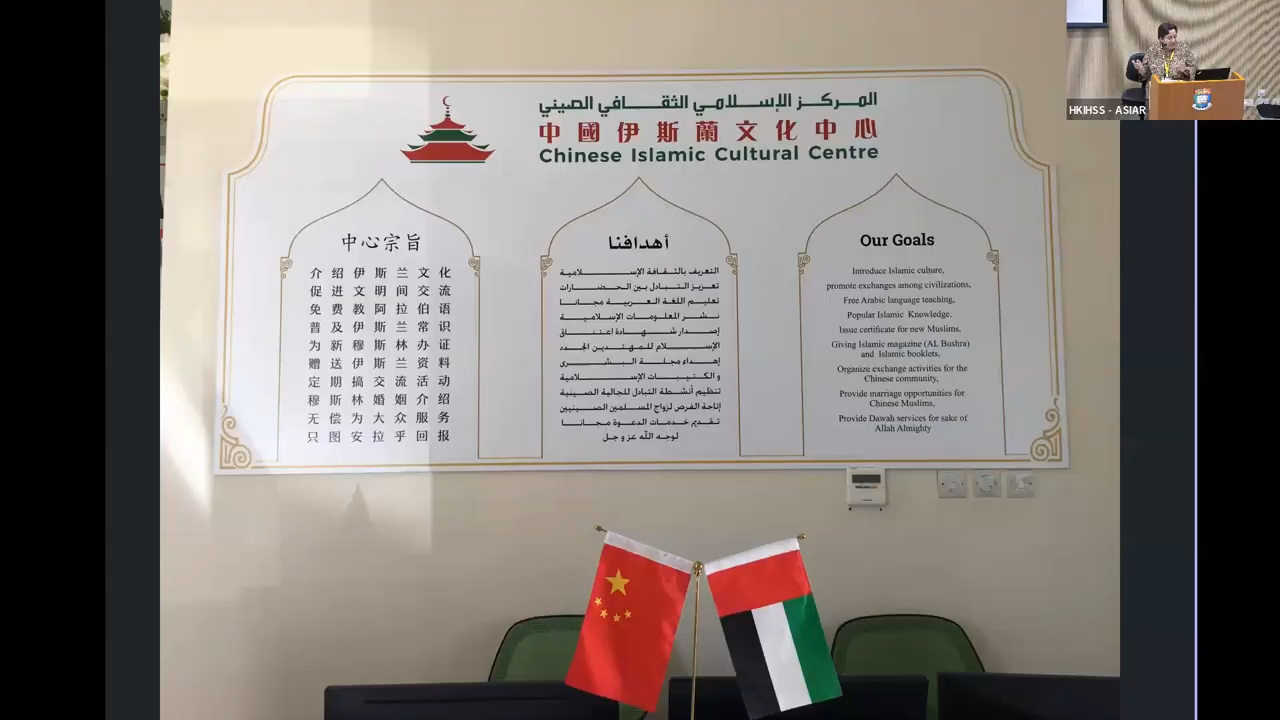 المركز الإسلامي الثقافي الصيني
中國伊斯蘭文化中心
Chinese Islamic Cultural Centre
中心宗旨
介绍伊斯兰文化
促进文明间交流
免费教阿拉伯语
普及伊斯兰常识
为新穆斯林办证
赠送伊斯兰资料
定期搞交流活动
穆斯林婚姻介绍
无偿为大众服务
只图安拉乎回报
أهدافنا
التعريف بالثقافة الإسلامية
تعزيز التبادل بين الحضارات
تعليم اللغة العربية مجانا
نشر المعلومات الإسلامية
إصدار شهادة اعتناق
الإسلام للمهتدين الجدد
إهداء مجلة البشرى
و الكتيبات الإسلامية
تنظيم أنشطة التبادل للجالية الصينية
إتاحة الفرص لزواج المسلمين الصينيين
تقديم خدمات الدعوة مجانا
لوجه الله عز و جل
Our Goals
Introduce Islamic culture,
promote exchanges among civilizations,
Free Arabic language teaching,
Popular Islamic Knowledge,
Issue certificate for new Muslims,
Giving Islamic magazine (AL Bushra)
and Islamic booklets,
Organize exchange activities for the
Chinese community,
Provide marriage opportunities for
Chinese Muslims,
Provide Dawah services for sake of
Allah Almighty
HKIHSS - ASIAR